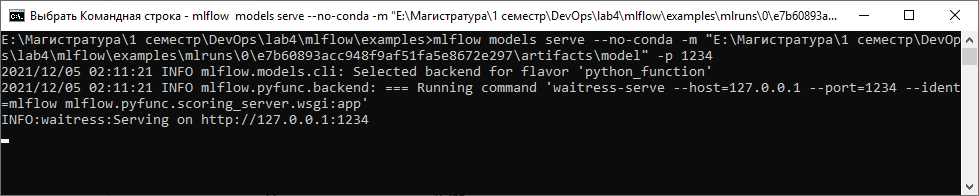 Выбрать Командная строка - mlflow models serve --no-conda -m "E:\Магистратура\1 семестр\DevOps\lab4\mlflow\examples\mlruns\0\e7b60893a...
E:\Магистратура\1 семестр\DevOps\lab4\mlflow\examples>mlflow models serve --no-conda -m "E:\Магистратура\1 семестр\DevOp
s\lab4\mlflow\examples\mlruns\0\e7b60893acc948f9af51fa5e8672e297\artifacts\model" -p 1234
2021/12/05 02:11:21 INFO mlflow.models.cli: Selected backend for flavor 'python_function'
2021/12/05 02:11:21 INFO mlflow.pyfunc.backend: === Running command 'waitress-serve --host=127.0.0.1 --port=1234 --ident
=mlflow mlflow.pyfunc.scoring_server.wsgi:app'
INFO:waitress:Serving on http://127.0.0.1:1234